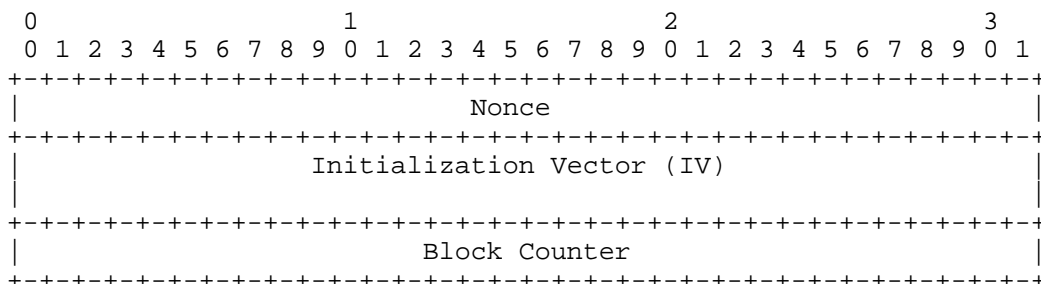 0                   1                   2                   3
 0 1 2 3 4 5 6 7 8 9 0 1 2 3 4 5 6 7 8 9 0 1 2 3 4 5 6 7 8 9 0 1
+-+-+-+-+-+-+-+-+-+-+-+-+-+-+-+-+-+-+-+-+-+-+-+-+-+-+-+-+-+-+-+-+
|                            Nonce                              |
+-+-+-+-+-+-+-+-+-+-+-+-+-+-+-+-+-+-+-+-+-+-+-+-+-+-+-+-+-+-+-+-+
|                  Initialization Vector (IV)                   |
|                                                               |
+-+-+-+-+-+-+-+-+-+-+-+-+-+-+-+-+-+-+-+-+-+-+-+-+-+-+-+-+-+-+-+-+
|                         Block Counter                         |
+-+-+-+-+-+-+-+-+-+-+-+-+-+-+-+-+-+-+-+-+-+-+-+-+-+-+-+-+-+-+-+-+